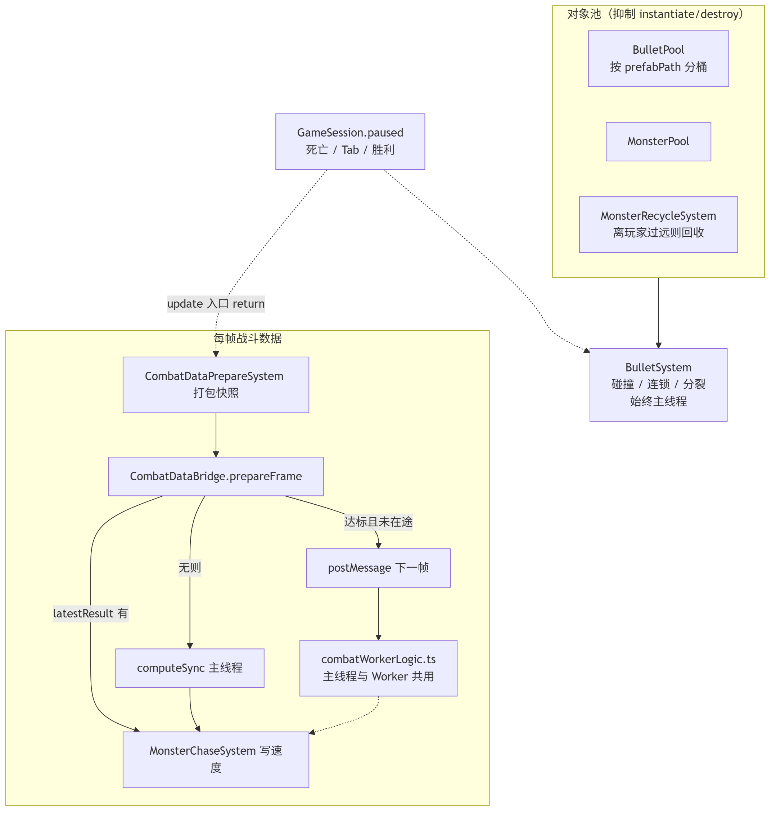 对象池（抑制 instantiate/destroy）
BulletPool
按 prefabPath 分桶
MonsterPool
MonsterRecycleSystem
离玩家过远则回收
GameSession.paused
死亡 / Tab / 胜利
update 入口 return
每帧战斗数据
CombatDataPrepareSystem
打包快照
BulletSystem
碰撞 / 连锁 / 分裂
始终主线程
CombatDataBridge.prepareFrame
达标且未在途
无则
postMessage 下一帧
latestResult 有
computeSync 主线程
combatWorkerLogic.ts
主线程与 Worker 共用
MonsterChaseSystem 写速
度